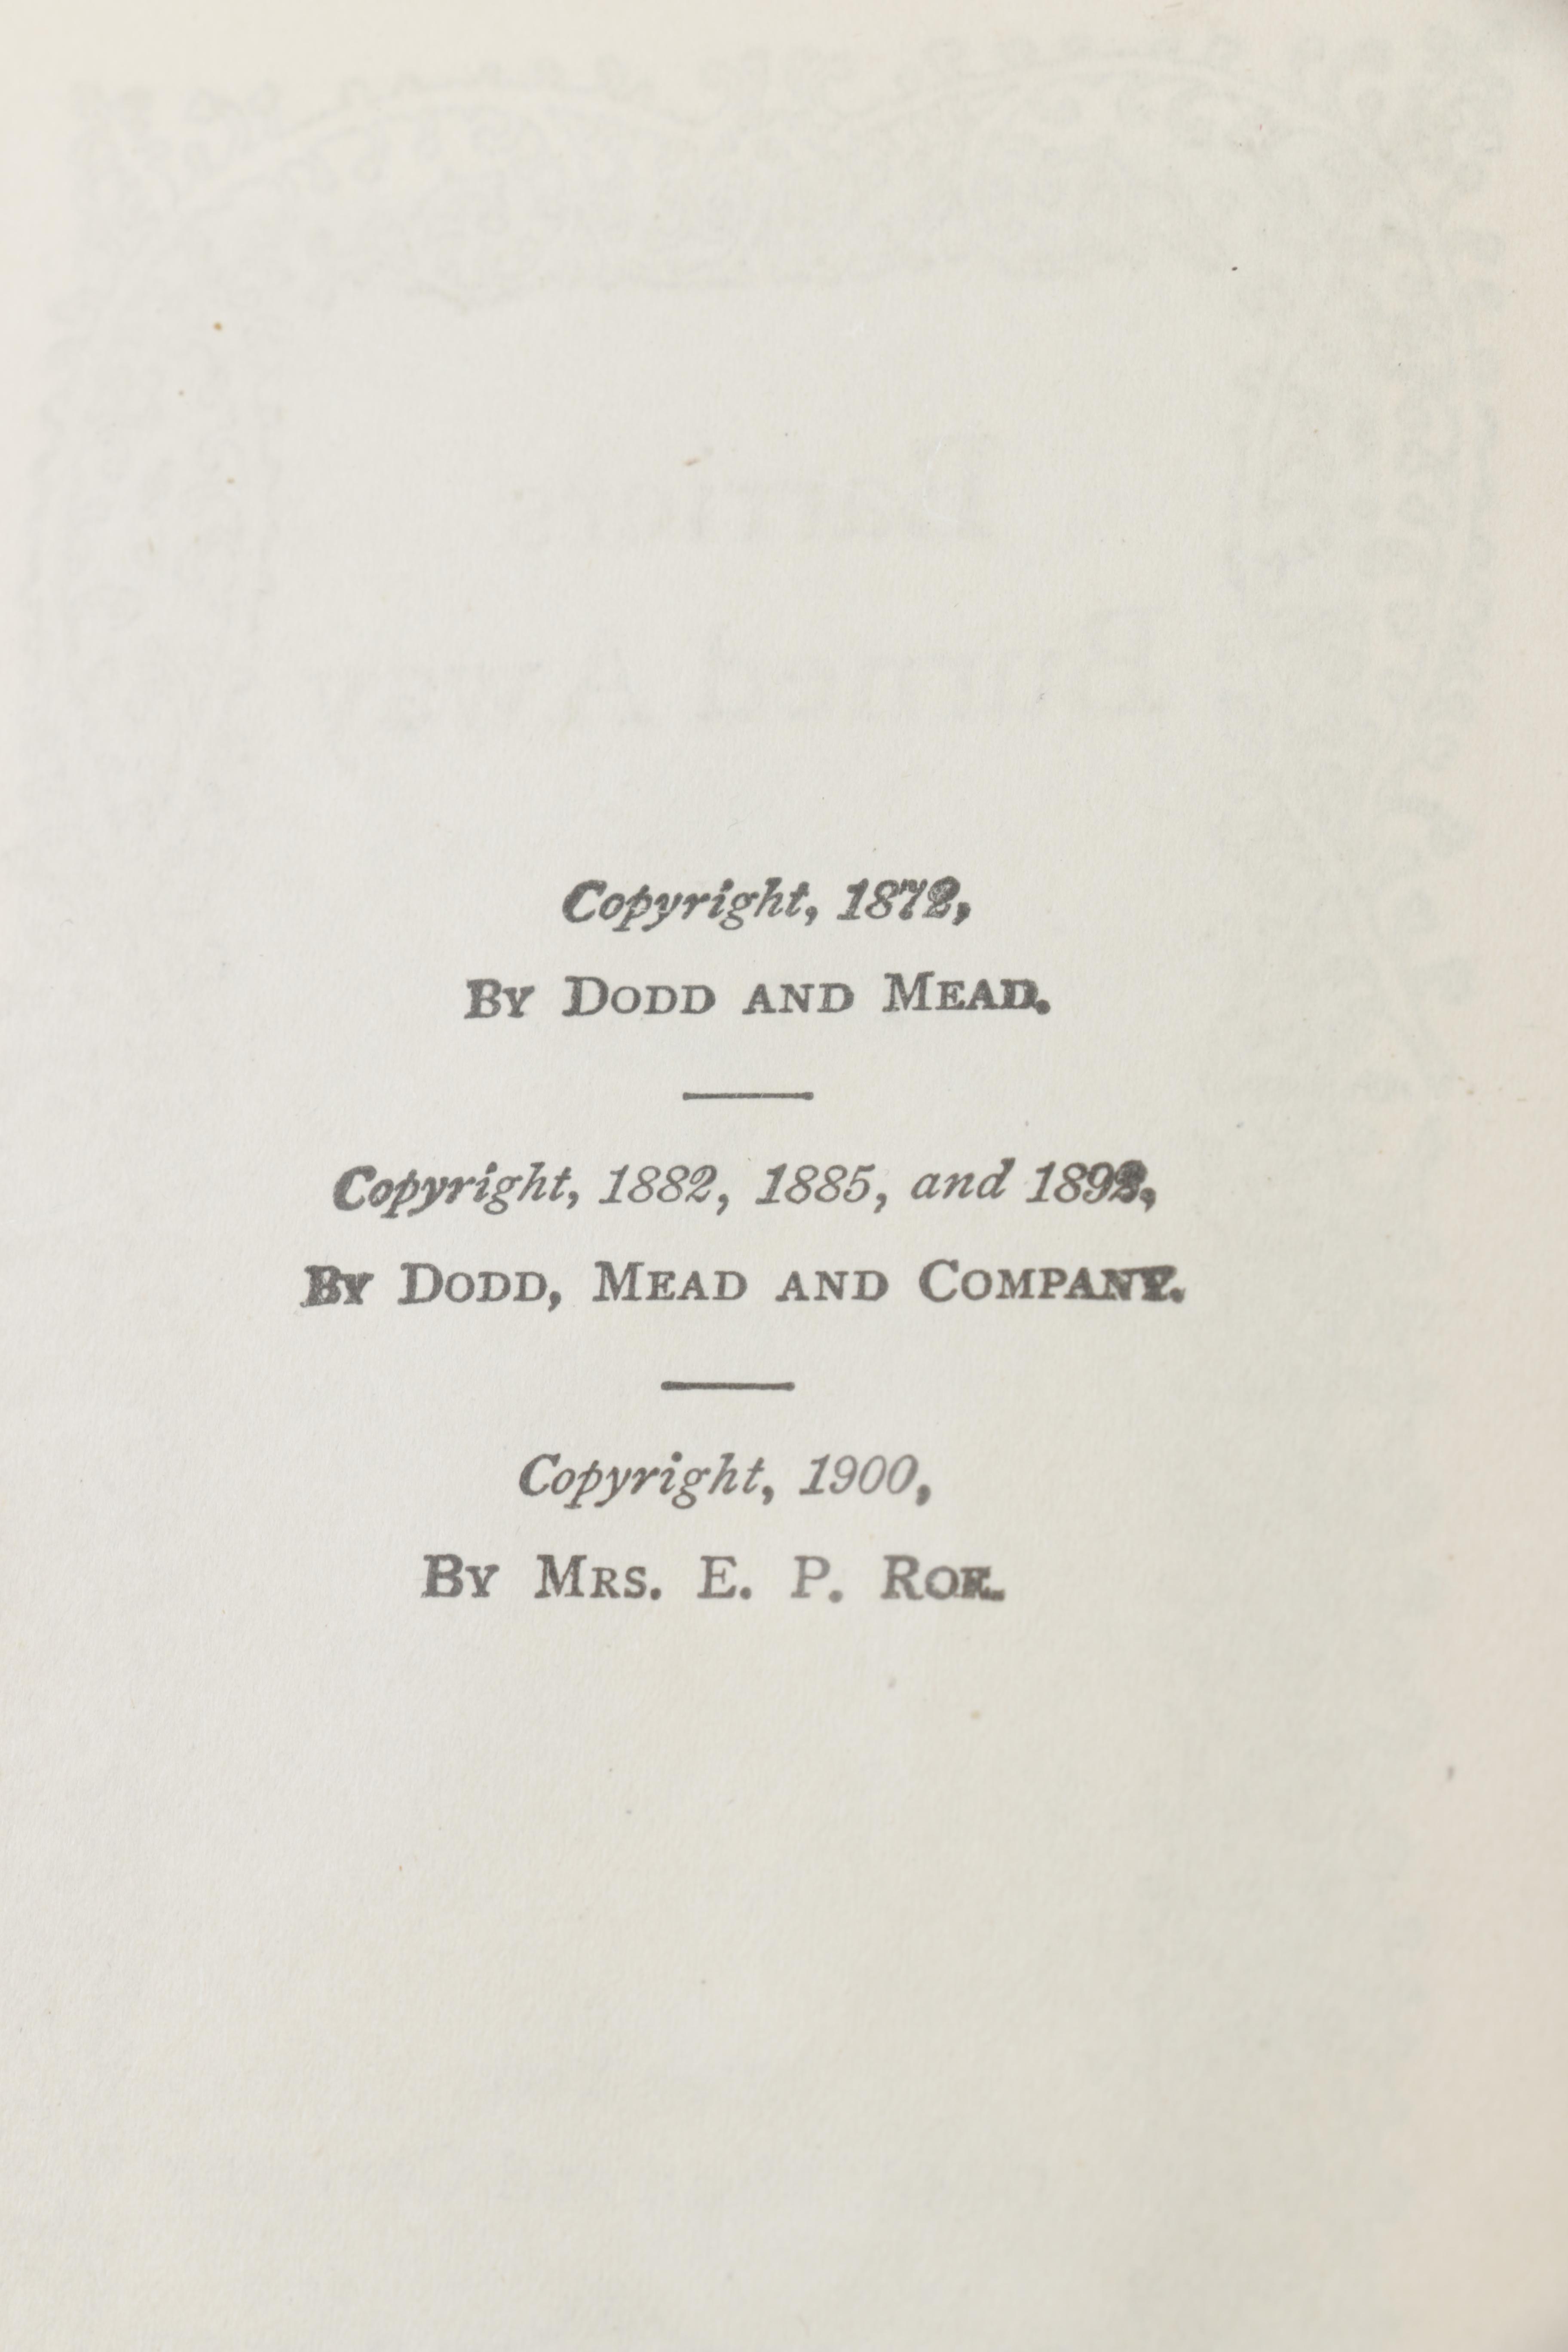 Copyright, 1872,
By Dodd and Mead.
Copyright, 1882, 1885, and 1892,
By Dodd, Mead and Company.
Copyright, 1900,
By Mrs. E. P. Roe.